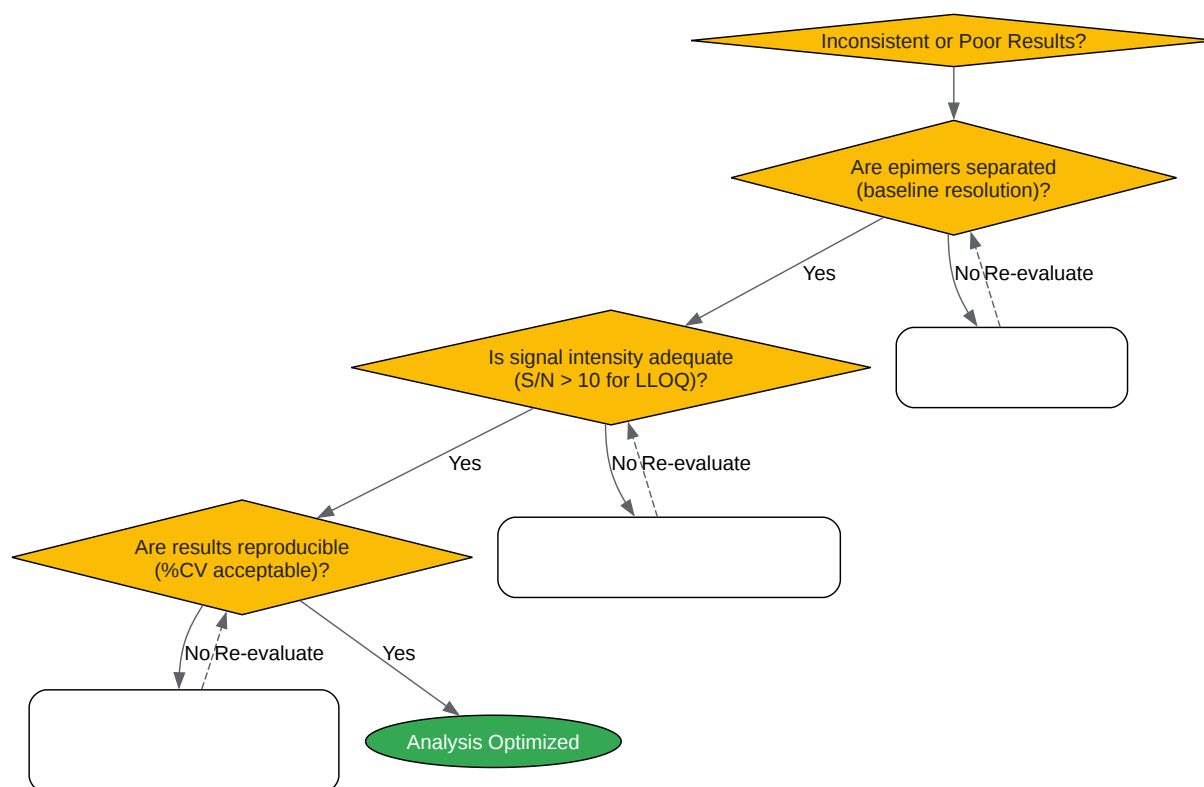 Inconsistent or Poor Results?
Are epimers separated
(baseline resolution)?
Yes
No
Re-evaluate
Is signal intensity adequate
(S/N > 10 for LLOQ)?
Yes
No
Re-evaluate
Are results reproducible
(%CV acceptable)?
No
Re-evaluate
Yes
Analysis Optimized